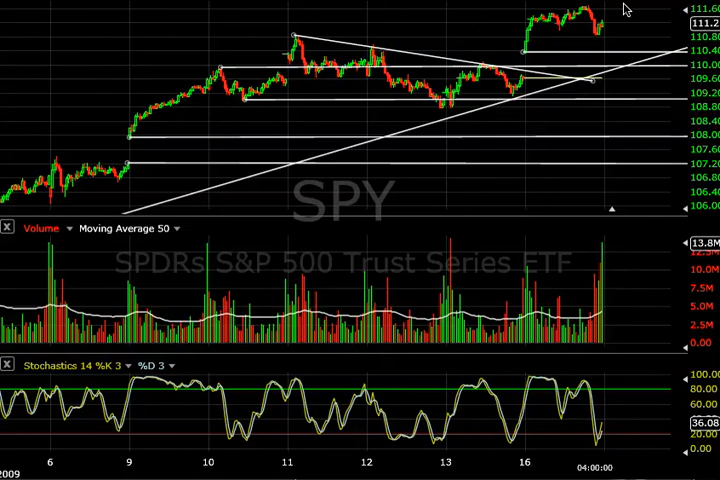 111.60
111.2
110.40
110.00
109.60
109.20
108.80
108.40
108.00
107.60
107.20
106.80
106.40
106.00
SPY
X Volume Moving Average 50
13.8M
12.5M
10.0M
7.5M
5.0M
2.5M
0.00
SPDRs S&P 500 Trust Series ETF
X Stochastics 14 %K 3 %D 3
100.00
80.00
60.00
36.08
20.00
0.00
6 9 10 11 12 13 16 04:00:00
2009